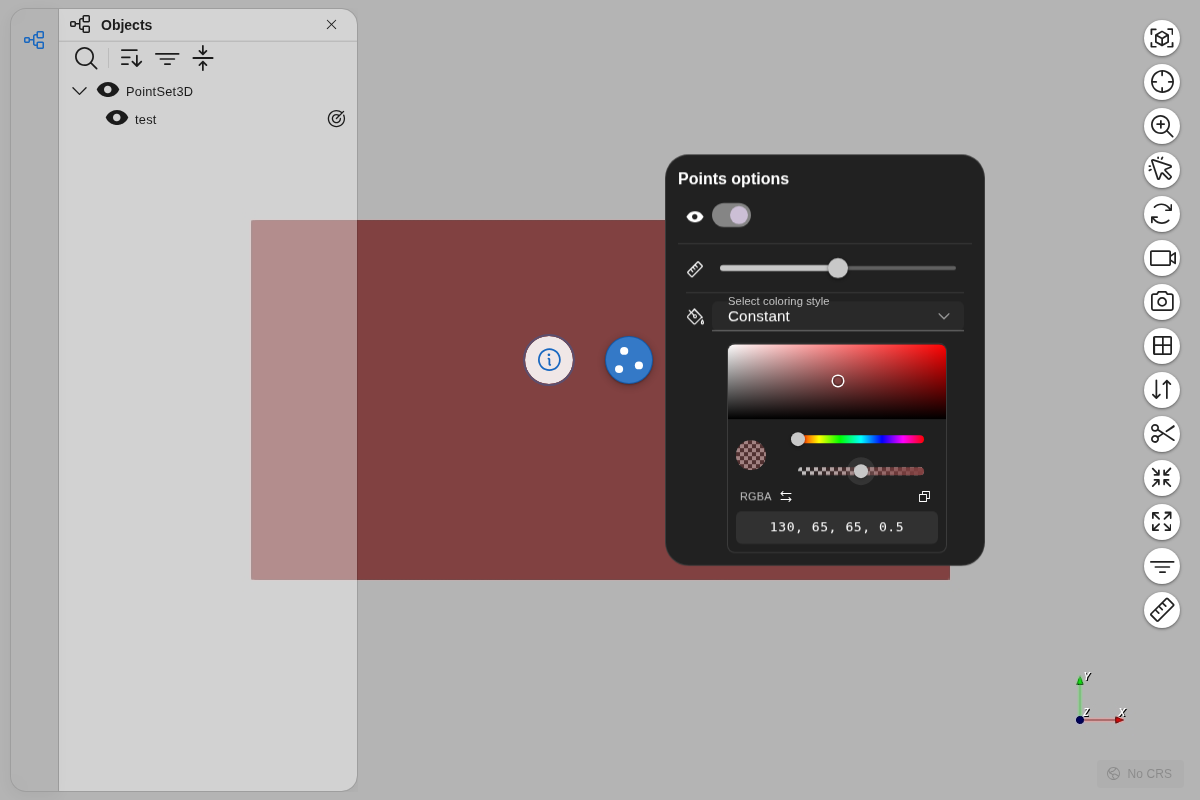 Objects
PointSet3D
test
Points options
Select coloring style
Constant
RGBA
130, 65, 65, 0.5
Y
Z
X
No CRS